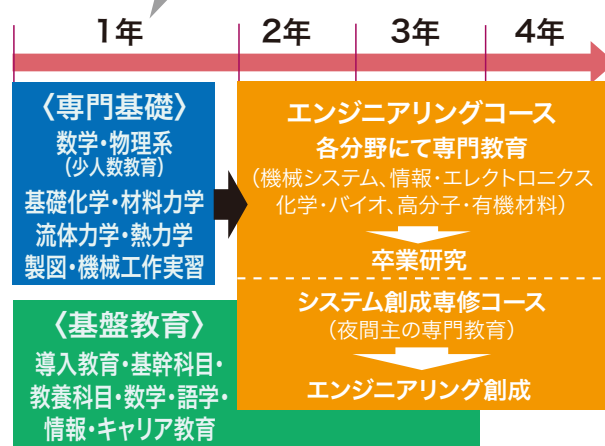 1年 2年 3年 4年
〈専門基礎〉
数学・物理系
(少人数教育)
基礎化学・材料力学
流体力学・熱力学
製図・機械工作実習
エンジニアリングコース
各分野にて専門教育
(機械システム、情報・エレクトロニクス
化学・バイオ、高分子・有機材料)
卒業研究
システム創成専修コース
(夜間主の専門教育)
エンジニアリング創成
〈基盤教育〉
導入教育・基幹科目・
教養科目・数学・語学・
情報・キャリア教育